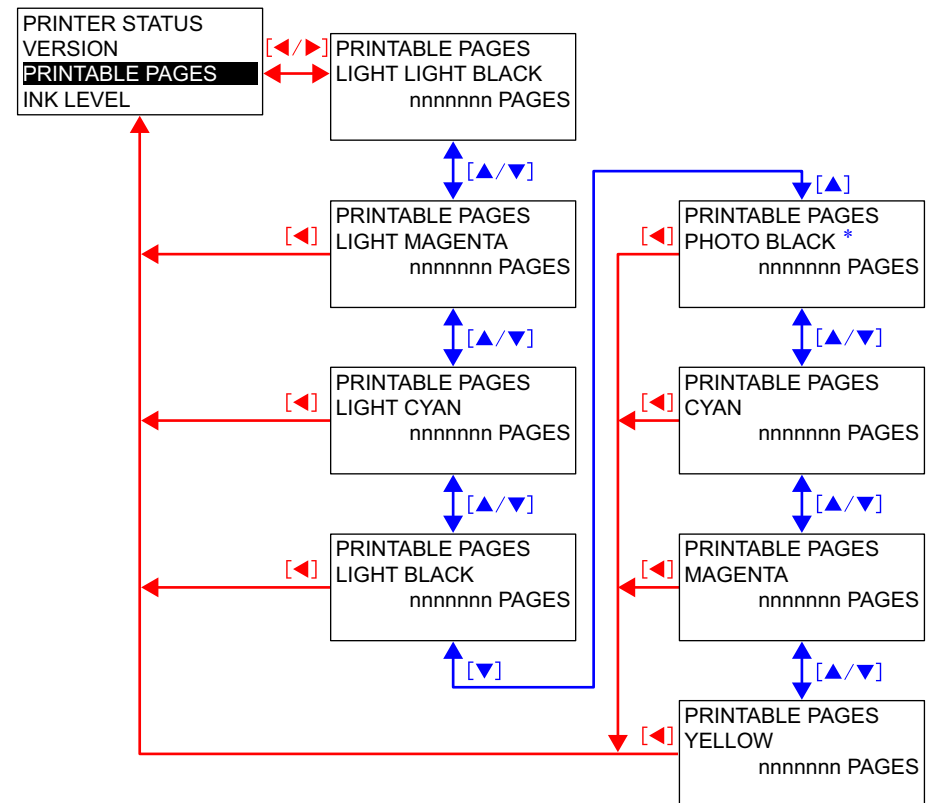 PRINTER STATUS
VERSION
PRINTABLE PAGES
INK LEVEL
[◀/▶]
PRINTABLE PAGES
LIGHT LIGHT BLACK
nnnnnnn PAGES
[▲/▼]
[◀]
PRINTABLE PAGES
LIGHT MAGENTA
nnnnnnn PAGES
[▲/▼]
[◀]
PRINTABLE PAGES
LIGHT CYAN
nnnnnnn PAGES
[▲/▼]
[◀]
PRINTABLE PAGES
LIGHT BLACK
nnnnnnn PAGES
[▼]
[▲]
[◀]
PRINTABLE PAGES
PHOTO BLACK *
nnnnnnn PAGES
[▲/▼]
[◀]
PRINTABLE PAGES
CYAN
nnnnnnn PAGES
[▲/▼]
[◀]
PRINTABLE PAGES
MAGENTA
nnnnnnn PAGES
[▲/▼]
[◀]
PRINTABLE PAGES
YELLOW
nnnnnnn PAGES